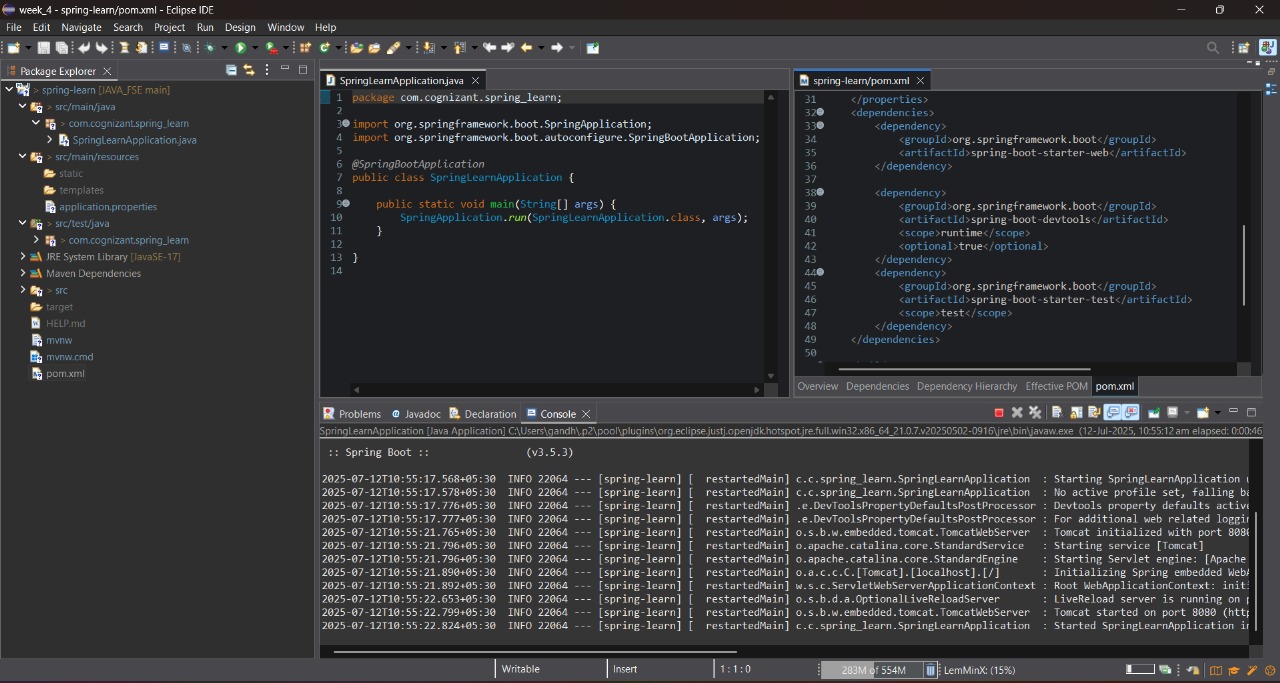 week_4 - spring-learn/pom.xml - Eclipse IDE
File Edit Navigate Search Project Run Design Window Help
Package Explorer
spring-learn [JAVA_FSE main]
src/main/java
com.cognizant.spring_learn
SpringLearnApplication.java
src/main/resources
static
templates
application.properties
src/test/java
com.cognizant.spring_learn
JRE System Library [JavaSE-17]
Maven Dependencies
src
target
HELP.md
mvnw
mvnw.cmd
pom.xml
SpringLearnApplication.java
1 package com.cognizant.spring_learn;
2
3 import org.springframework.boot.SpringApplication;
4 import org.springframework.boot.autoconfigure.SpringBootApplication;
5
6 @SpringBootApplication
7 public class SpringLearnApplication {
8
9 public static void main(String[] args) {
10 SpringApplication.run(SpringLearnApplication.class, args);
11 }
12
13 }
14
spring-learn/pom.xml
31 </properties>
32 <dependencies>
33 <dependency>
34 <groupId>org.springframework.boot</groupId>
35 <artifactId>spring-boot-starter-web</artifactId>
36 </dependency>
37
38 <dependency>
39 <groupId>org.springframework.boot</groupId>
40 <artifactId>spring-boot-devtools</artifactId>
41 <scope>runtime</scope>
42 <optional>true</optional>
43 </dependency>
44 <dependency>
45 <groupId>org.springframework.boot</groupId>
46 <artifactId>spring-boot-starter-test</artifactId>
47 <scope>test</scope>
48 </dependency>
49 </dependencies>
50
Overview Dependencies Dependency Hierarchy Effective POM pom.xml
Problems Javadoc Declaration Console
SpringLearnApplication [Java Application] C:\Users\gandh\.p2\pool\plugins\org.eclipse.justj.openjdk.hotspot.jre.full.win32.x86_64_21.0.7.v20250502-0916\jre\bin\javaw.exe (12-Jul-2025, 10:55:12 am elapsed: 0:00:46
:: Spring Boot :: (v3.5.3)
2025-07-12T10:55:17.568+05:30 INFO 22064 --- [spring-learn] [ restartedMain] c.c.spring_learn.SpringLearnApplication : Starting SpringLearnApplication
2025-07-12T10:55:17.578+05:30 INFO 22064 --- [spring-learn] [ restartedMain] c.c.spring_learn.SpringLearnApplication : No active profile set, falling
2025-07-12T10:55:17.776+05:30 INFO 22064 --- [spring-learn] [ restartedMain] .e.DevToolsPropertyDefaultsPostProcessor : Devtools property defaults
2025-07-12T10:55:17.777+05:30 INFO 22064 --- [spring-learn] [ restartedMain] .e.DevToolsPropertyDefaultsPostProcessor : For additional web related
2025-07-12T10:55:21.765+05:30 INFO 22064 --- [spring-learn] [ restartedMain] o.s.b.w.embedded.tomcat.TomcatWebServer : Tomcat initialized with port 8080
2025-07-12T10:55:21.796+05:30 INFO 22064 --- [spring-learn] [ restartedMain] o.apache.catalina.core.StandardService : Starting service [Tomcat]
2025-07-12T10:55:21.796+05:30 INFO 22064 --- [spring-learn] [ restartedMain] o.apache.catalina.core.StandardEngine : Starting Servlet engine: [Apache
2025-07-12T10:55:21.890+05:30 INFO 22064 --- [spring-learn] [ restartedMain] o.a.c.c.C.[Tomcat].[localhost].[/] : Initializing Spring embedded
2025-07-12T10:55:21.892+05:30 INFO 22064 --- [spring-learn] [ restartedMain] w.s.c.ServletWebServerApplicationContext : Root WebApplicationContext:
2025-07-12T10:55:22.653+05:30 INFO 22064 --- [spring-learn] [ restartedMain] o.s.b.d.a.OptionalLiveReloadServer : LiveReload server is running on
2025-07-12T10:55:22.799+05:30 INFO 22064 --- [spring-learn] [ restartedMain] o.s.b.w.embedded.tomcat.TomcatWebServer : Tomcat started on port 8080
2025-07-12T10:55:22.824+05:30 INFO 22064 --- [spring-learn] [ restartedMain] c.c.spring_learn.SpringLearnApplication : Started SpringLearnApplication
Writable Insert 1 : 1 : 0 283M of 554M LemMinX: (15%)